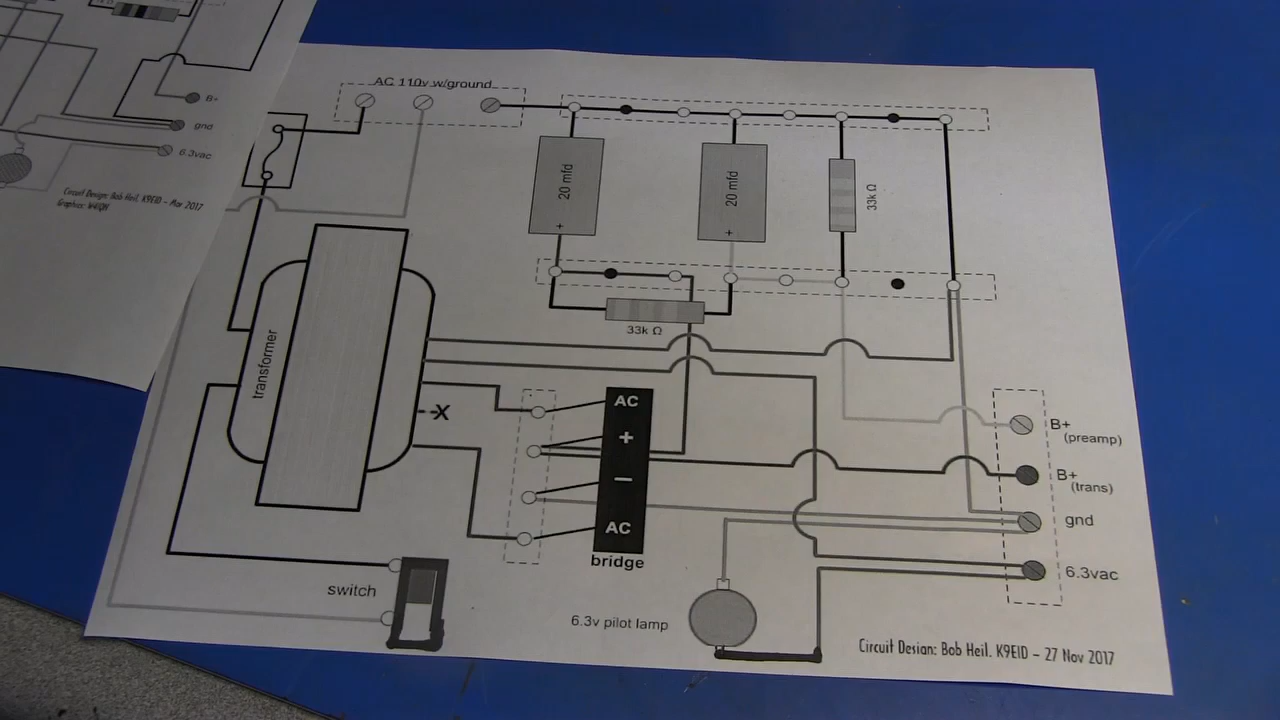 B+
gnd
6.3vac
Circuit Design: Bob Heil, K9EID - Mar 2017
AC 110v w/ground
20 mfd
+
20 mfd
+
33k Ω
33k Ω
transformer
X
AC
+
−
AC
bridge
B+
(preamp)
B+
(trans)
gnd
6.3vac
switch
6.3v pilot lamp
Circuit Design: Bob Heil, K9EID – 27 Nov 2017